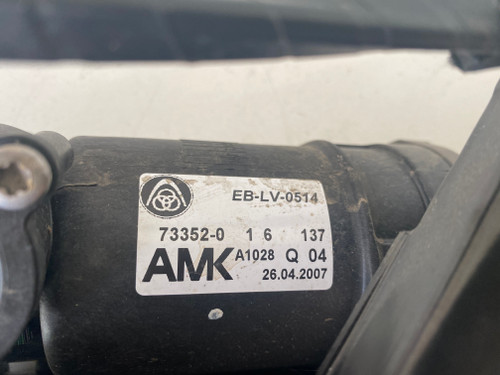 EB-LV-0514
73352-0 1 6 137
AMK A1028 Q 04
26.04.2007